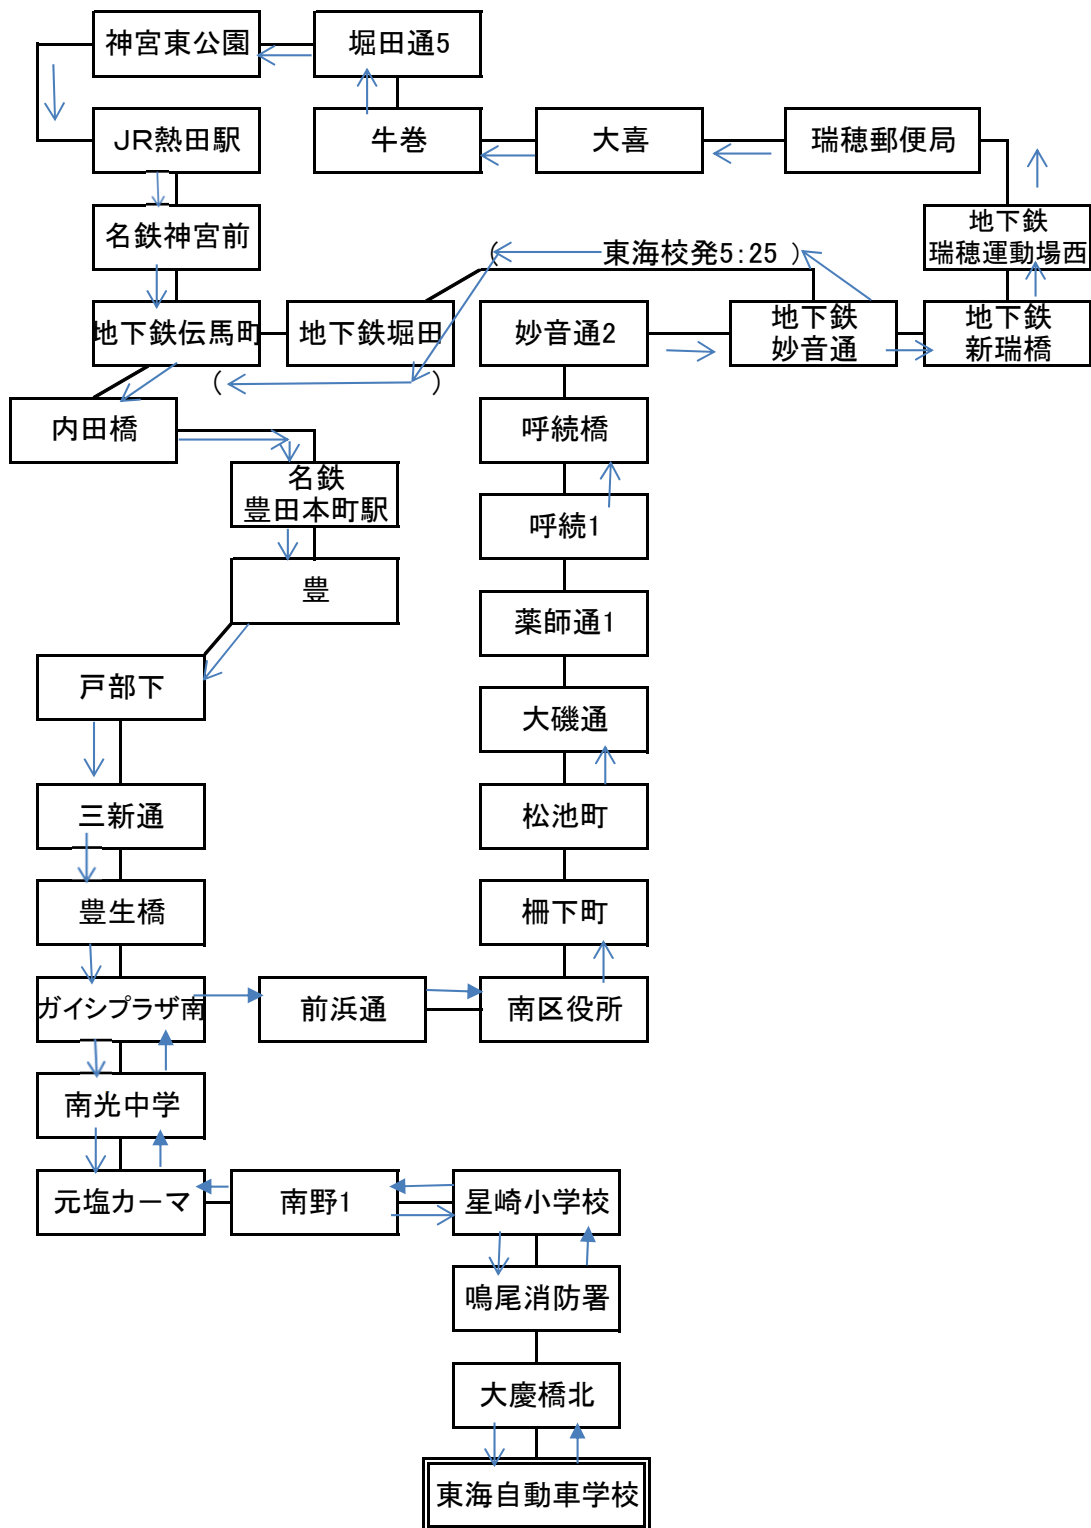 神宮東公園
堀田通5
JR熱田駅
牛巻
大喜
瑞穂郵便局
名鉄神宮前
( 東海校発5:25 )
地下鉄
瑞穂運動場西
地下鉄伝馬町
地下鉄堀田
妙音通2
地下鉄
妙音通
地下鉄
新瑞橋
( )
内田橋
呼続橋
名鉄
豊田本町駅
呼続1
豊
薬師通1
戸部下
大磯通
三新通
松池町
豊生橋
柵下町
ガイシプラザ南
前浜通
南区役所
南光中学
元塩カーマ
南野1
星崎小学校
鳴尾消防署
大慶橋北
東海自動車学校